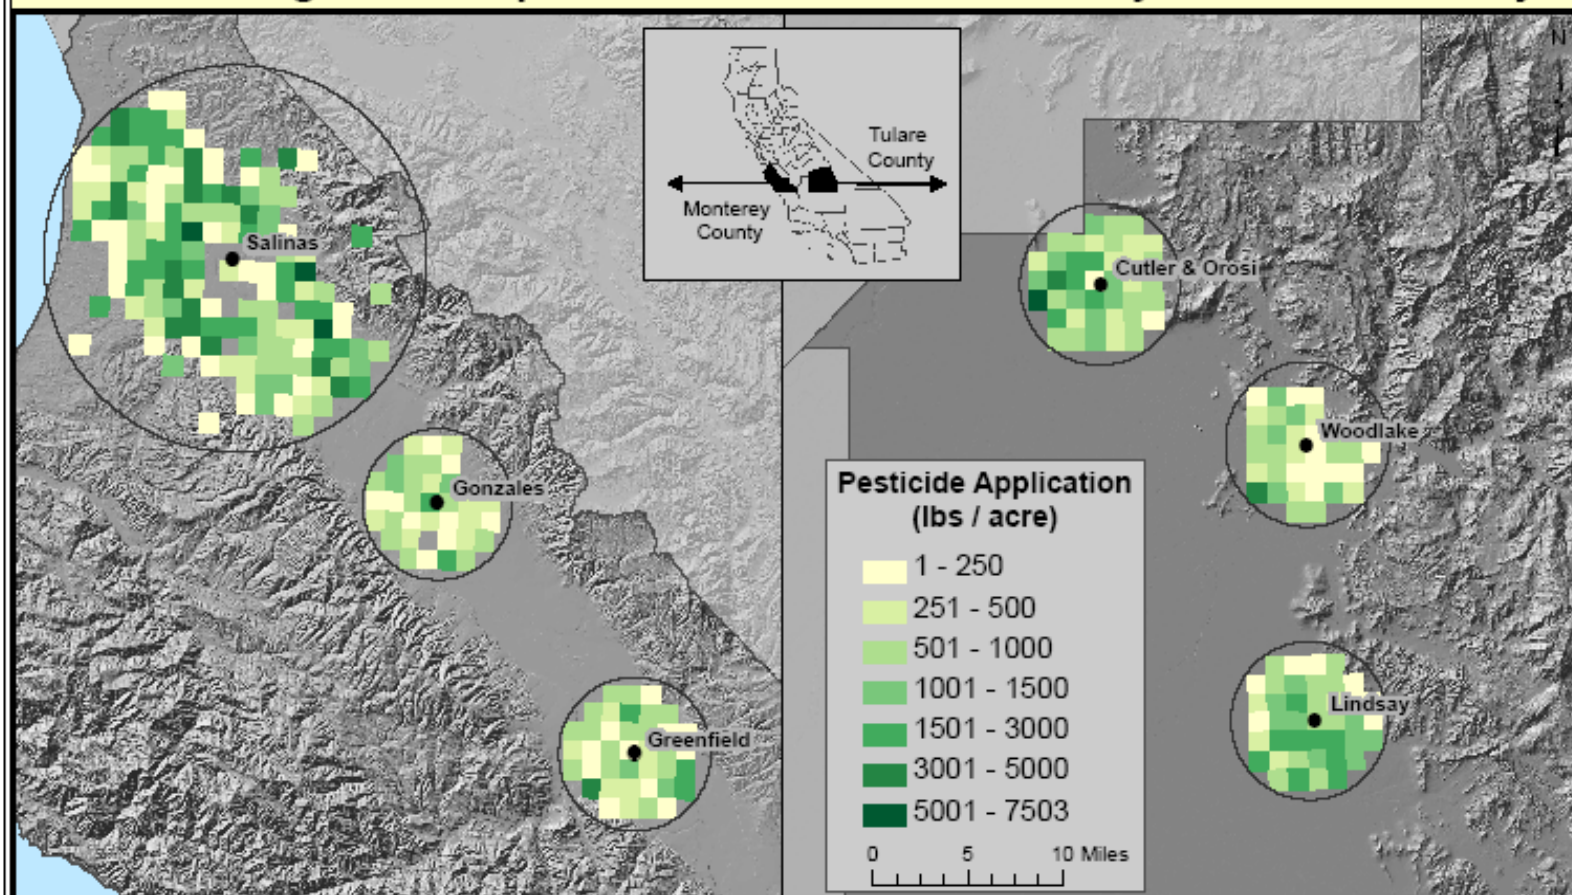 N
Tulare
County
Monterey
County
Salinas
Cutler & Orosi
Woodlake
Gonzales
Lindsay
Greenfield
Pesticide Application
(lbs / acre)
1 - 250
251 - 500
501 - 1000
1001 - 1500
1501 - 3000
3001 - 5000
5001 - 7503
0 5 10 Miles